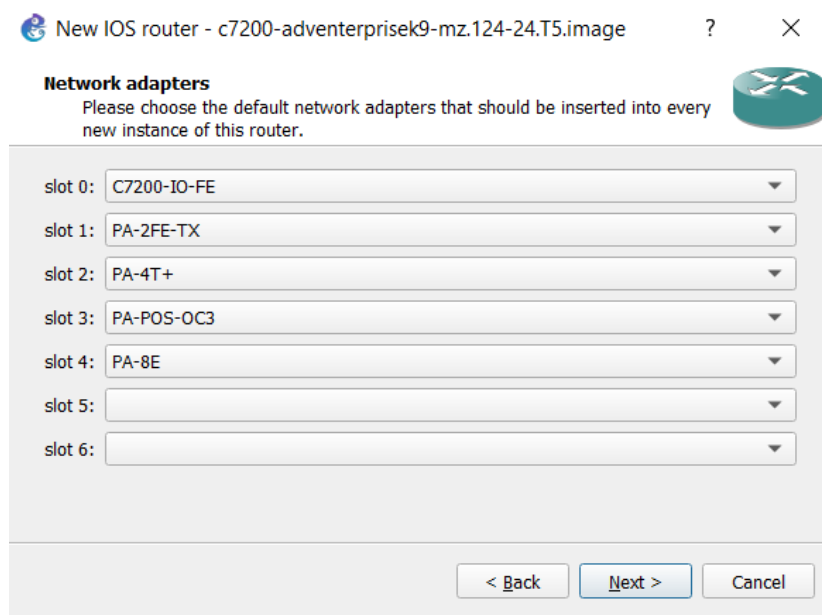 New IOS router - c7200-adventerprisek9-mz.124-24.T5.image ? ×
Network adapters
Please choose the default network adapters that should be inserted into every
new instance of this router.
slot 0: C7200-IO-FE
slot 1: PA-2FE-TX
slot 2: PA-4T+
slot 3: PA-POS-OC3
slot 4: PA-8E
slot 5:
slot 6:
< Back Next > Cancel